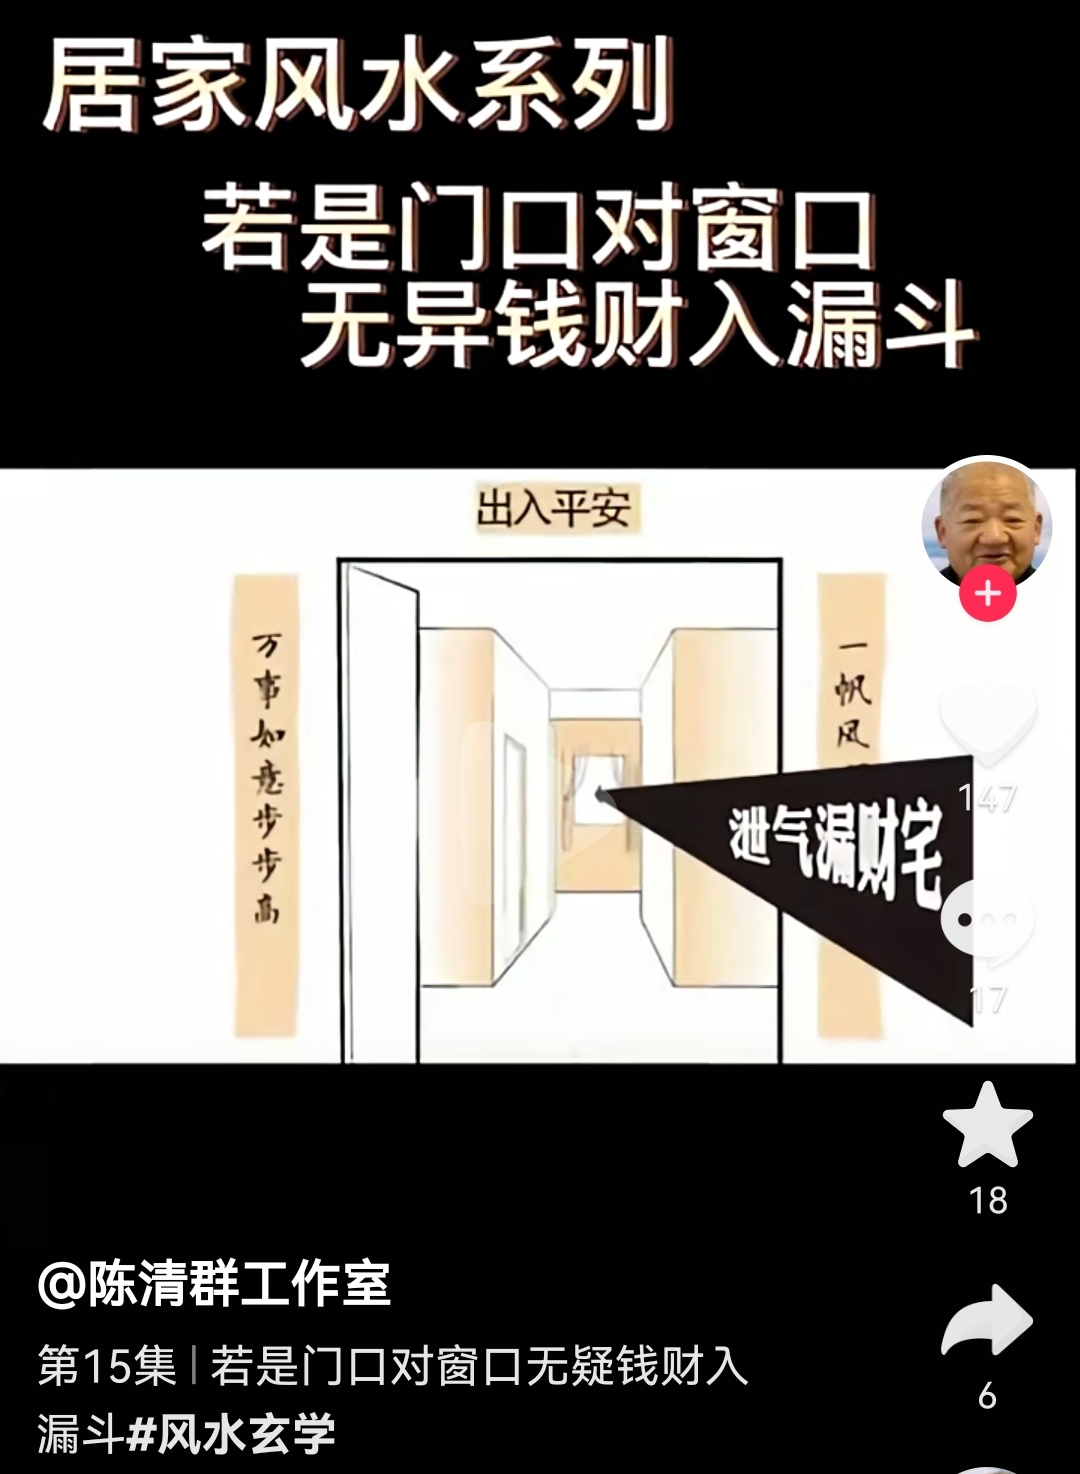 居家风水系列
若是门口对窗口
无异钱财入漏斗
出入平安
万事如意步步高
一帆风
泄气漏财宅
147
17
18
6
@陈清群工作室
第15集 | 若是门口对窗口无疑钱财入
漏斗#风水玄学